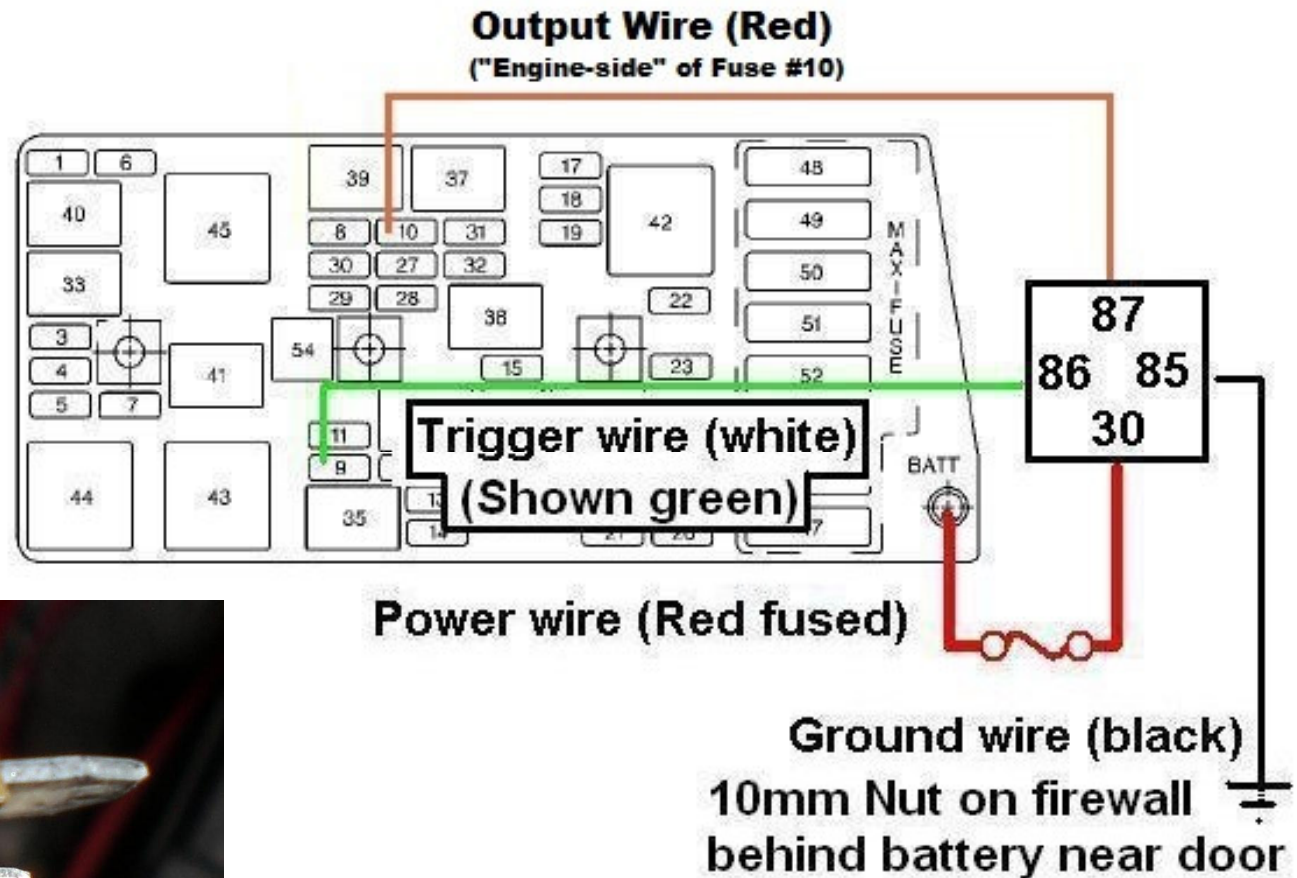 Output Wire (Red)
("Engine-side" of Fuse #10)
1 6
39 37
17
48
40
45
18
8 10 31
19
42
49
MAXIFUSE
30 27 32
50
33
29 28
22
38
51
87
3
54
4
41
15
23
52
86 85
5 7
30
11
Trigger wire (white)
9
(Shown green)
BATT
44
43
35
14
Power wire (Red fused)
Ground wire (black)
10mm Nut on firewall
behind battery near door